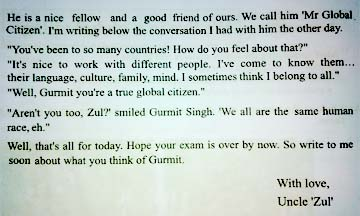 He is a nice fellow and a good friend of ours. We call him 'Mr Global
Citizen'. I'm writing below the conversation I had with him the other day.
"You've been to so many countries! How do you feel about that?"
"It's nice to work with different people. I've come to know them...
their language, culture, family, mind. I sometimes think I belong to all."
"Well, Gurmit you're a true global citizen."
"Aren't you too, Zul?" smiled Gurmit Singh. 'We all are the same human
race, eh."
Well, that's all for today. Hope your exam is over by now. So write to me
soon about what you think of Gurmit.
With love,
Uncle 'Zul'